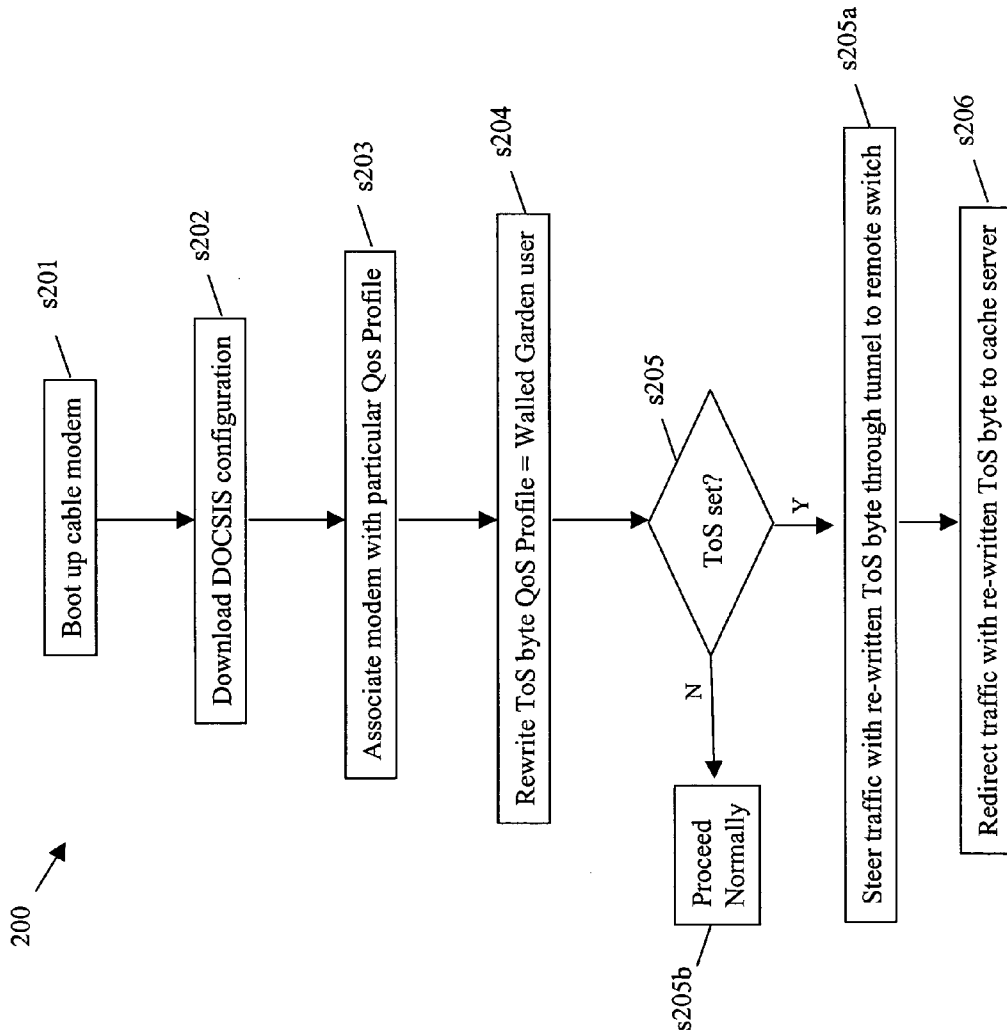 200
Boot up cable modem
s201
Download DOCSIS configuration
s202
Associate modem with particular Qos Profile
s203
Rewrite ToS byte QoS Profile = Walled Garden user
s204
ToS set?
s205
N
Y
Proceed
Normally
s205b
Steer traffic with re-written ToS byte through tunnel to remote switch
s205a
Redirect traffic with re-written ToS byte to cache server
s206